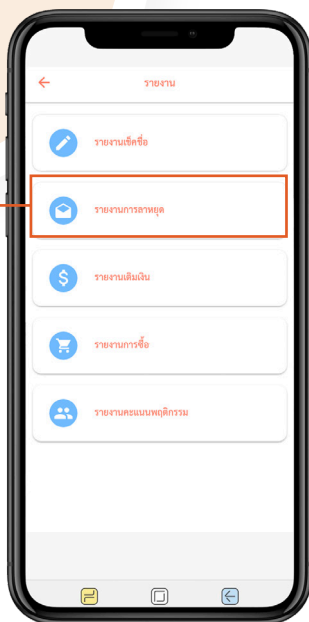 รายงาน
รายงานเช็คชื่อ
รายงานการลาหยุด
รายงานเติมเงิน
รายงานการซื้อ
รายงานคะแนนพฤติกรรม